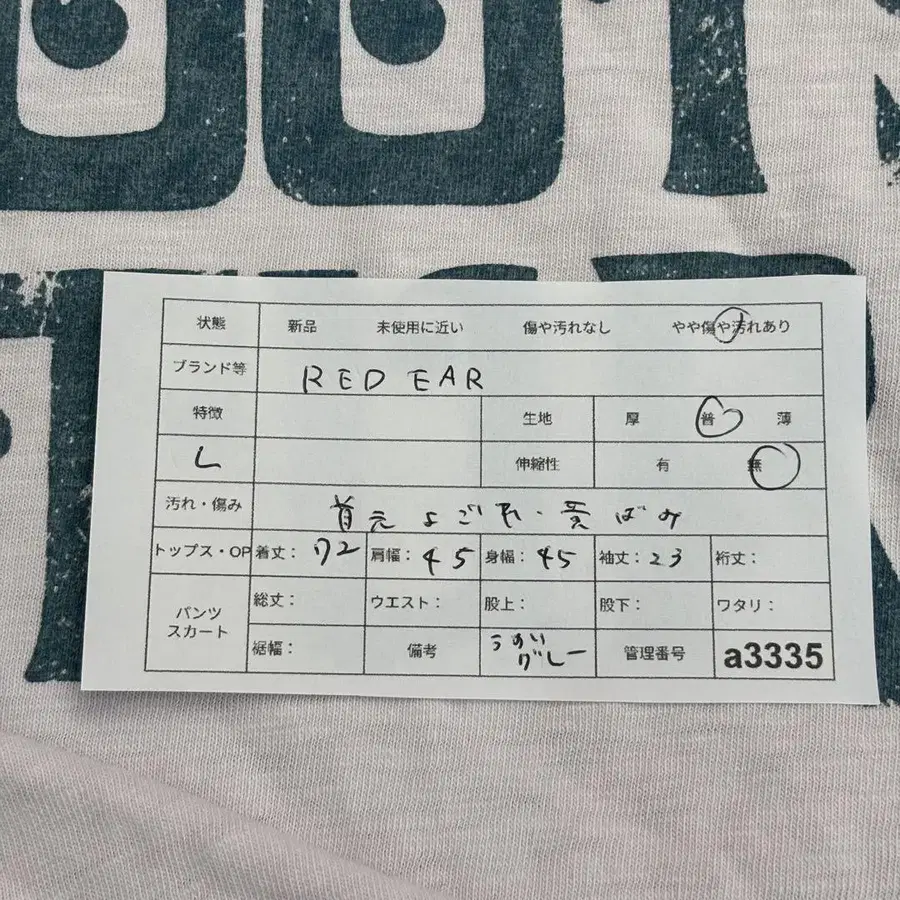 OOTS
状態 新品 未使用に近い 傷や汚れなし やや傷や汚れあり
ブランド等 RED EAR
特徴 生地 厚 普 薄
L 伸縮性 有 無
汚れ・傷み 首元 よごれ・黄ばみ
トップス・OP 着丈: 72 肩幅: 45 身幅: 45 袖丈: 23 裄丈:
パンツ スカート 総丈: ウエスト: 股上: 股下: ワタリ:
裾幅: 備考 うすい グレー 管理番号 a3335